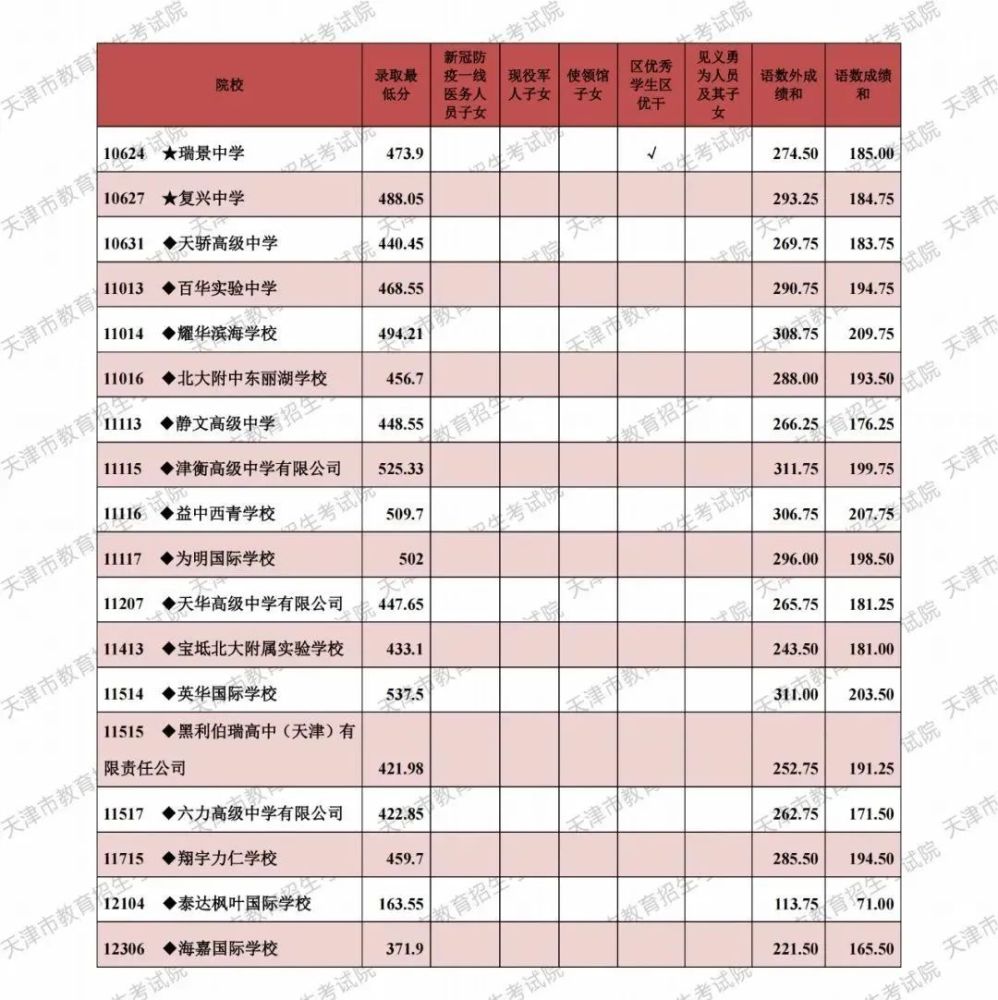 院校 录取最低分 新冠防疫一线医务人员子女 现役军人子女 使领馆子女 区优秀学生区优干 见义勇为人员及其子女 语数外成绩和 语数成绩和
10624 ★瑞景中学 473.9 √ 274.50 185.00
10627 ★复兴中学 488.05 293.25 184.75
10631 ◆天骄高级中学 440.45 269.75 183.75
11013 ◆百华实验中学 468.55 290.75 194.75
11014 ◆耀华滨海学校 494.21 308.75 209.75
11016 ◆北大附中东丽湖学校 456.7 288.00 193.50
11113 ◆静文高级中学 448.55 266.25 176.25
11115 ◆津衡高级中学有限公司 525.33 311.75 199.75
11116 ◆益中西青学校 509.7 306.75 207.75
11117 ◆为明国际学校 502 296.00 198.50
11207 ◆天华高级中学有限公司 447.65 265.75 181.25
11413 ◆宝坻北大附属实验学校 433.1 243.50 181.00
11514 ◆英华国际学校 537.5 311.00 203.50
11515 ◆黑利伯瑞高中（天津）有
限责任公司 421.98 252.75 191.25
11517 ◆六力高级中学有限公司 422.85 262.75 171.50
11715 ◆翔宇力仁学校 459.7 285.50 194.50
12104 ◆泰达枫叶国际学校 163.55 113.75 71.00
12306 ◆海嘉国际学校 371.9 221.50 165.50
天津市教育招生考试院